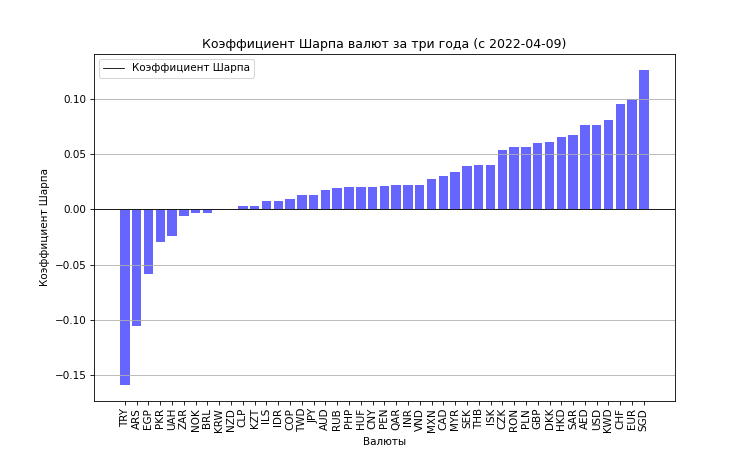 Коэффициент Шарпа валют за три года (с 2022-04-09)
Коэффициент Шарпа
0.10
0.05
0.00
−0.05
−0.10
−0.15
Коэффициент Шарпа
TRY ARS EGP PKR UAH ZAR NOK BRL KRW NZD CLP KZT ILS IDR COP TWD JPY AUD RUB PHP HUF CNY PEN QAR INR VND MXN CAD MYR SEK THB ISK CZK RON PLN GBP DKK HKD SAR AED USD KWD CHF EUR SGD
Валюты